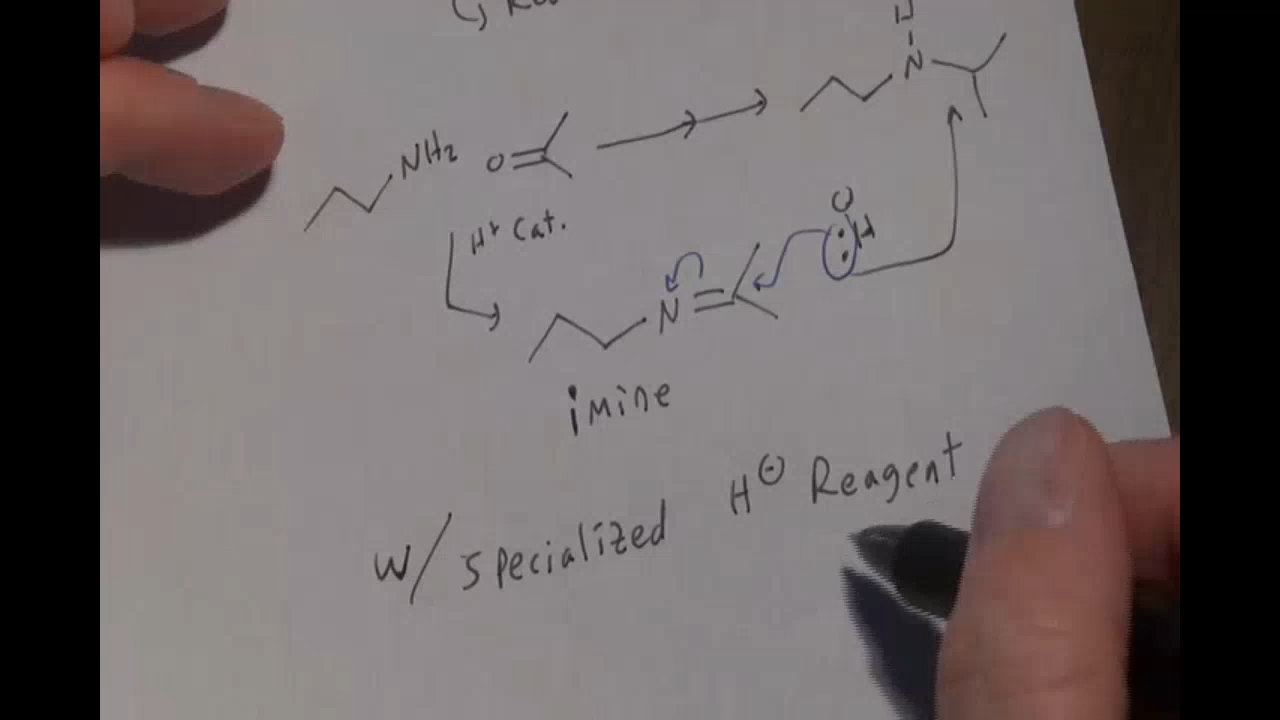 H
N
NH2 O
H+ Cat.
H
N
imine
w/ specialized H⊖ Reagent